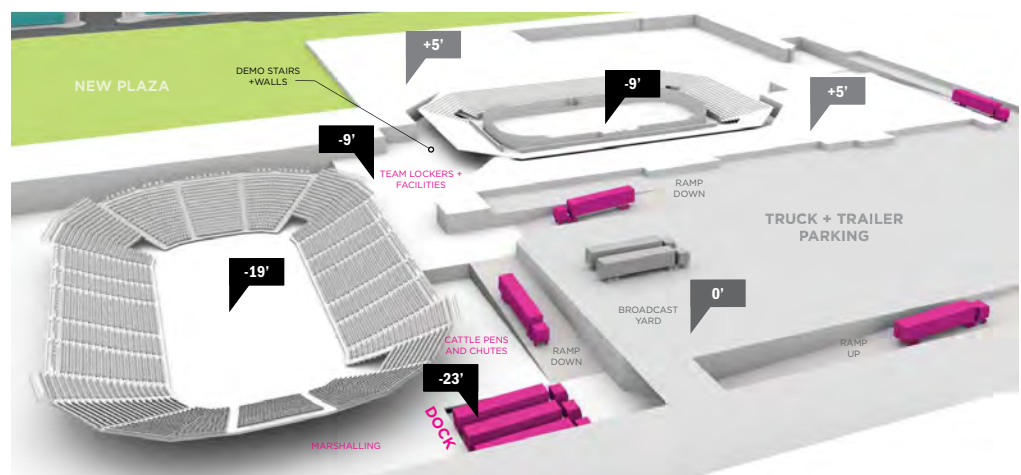 +5’
DEMO STAIRS
+WALLS
NEW PLAZA
-9’
+5’
-9’
TEAM LOCKERS +
FACILITIES
RAMP
DOWN
TRUCK + TRAILER
PARKING
-19’
0’
BROADCAST
YARD
CATTLE PENS
AND CHUTES
RAMP
DOWN
RAMP
UP
-23’
DOCK
MARSHALLING